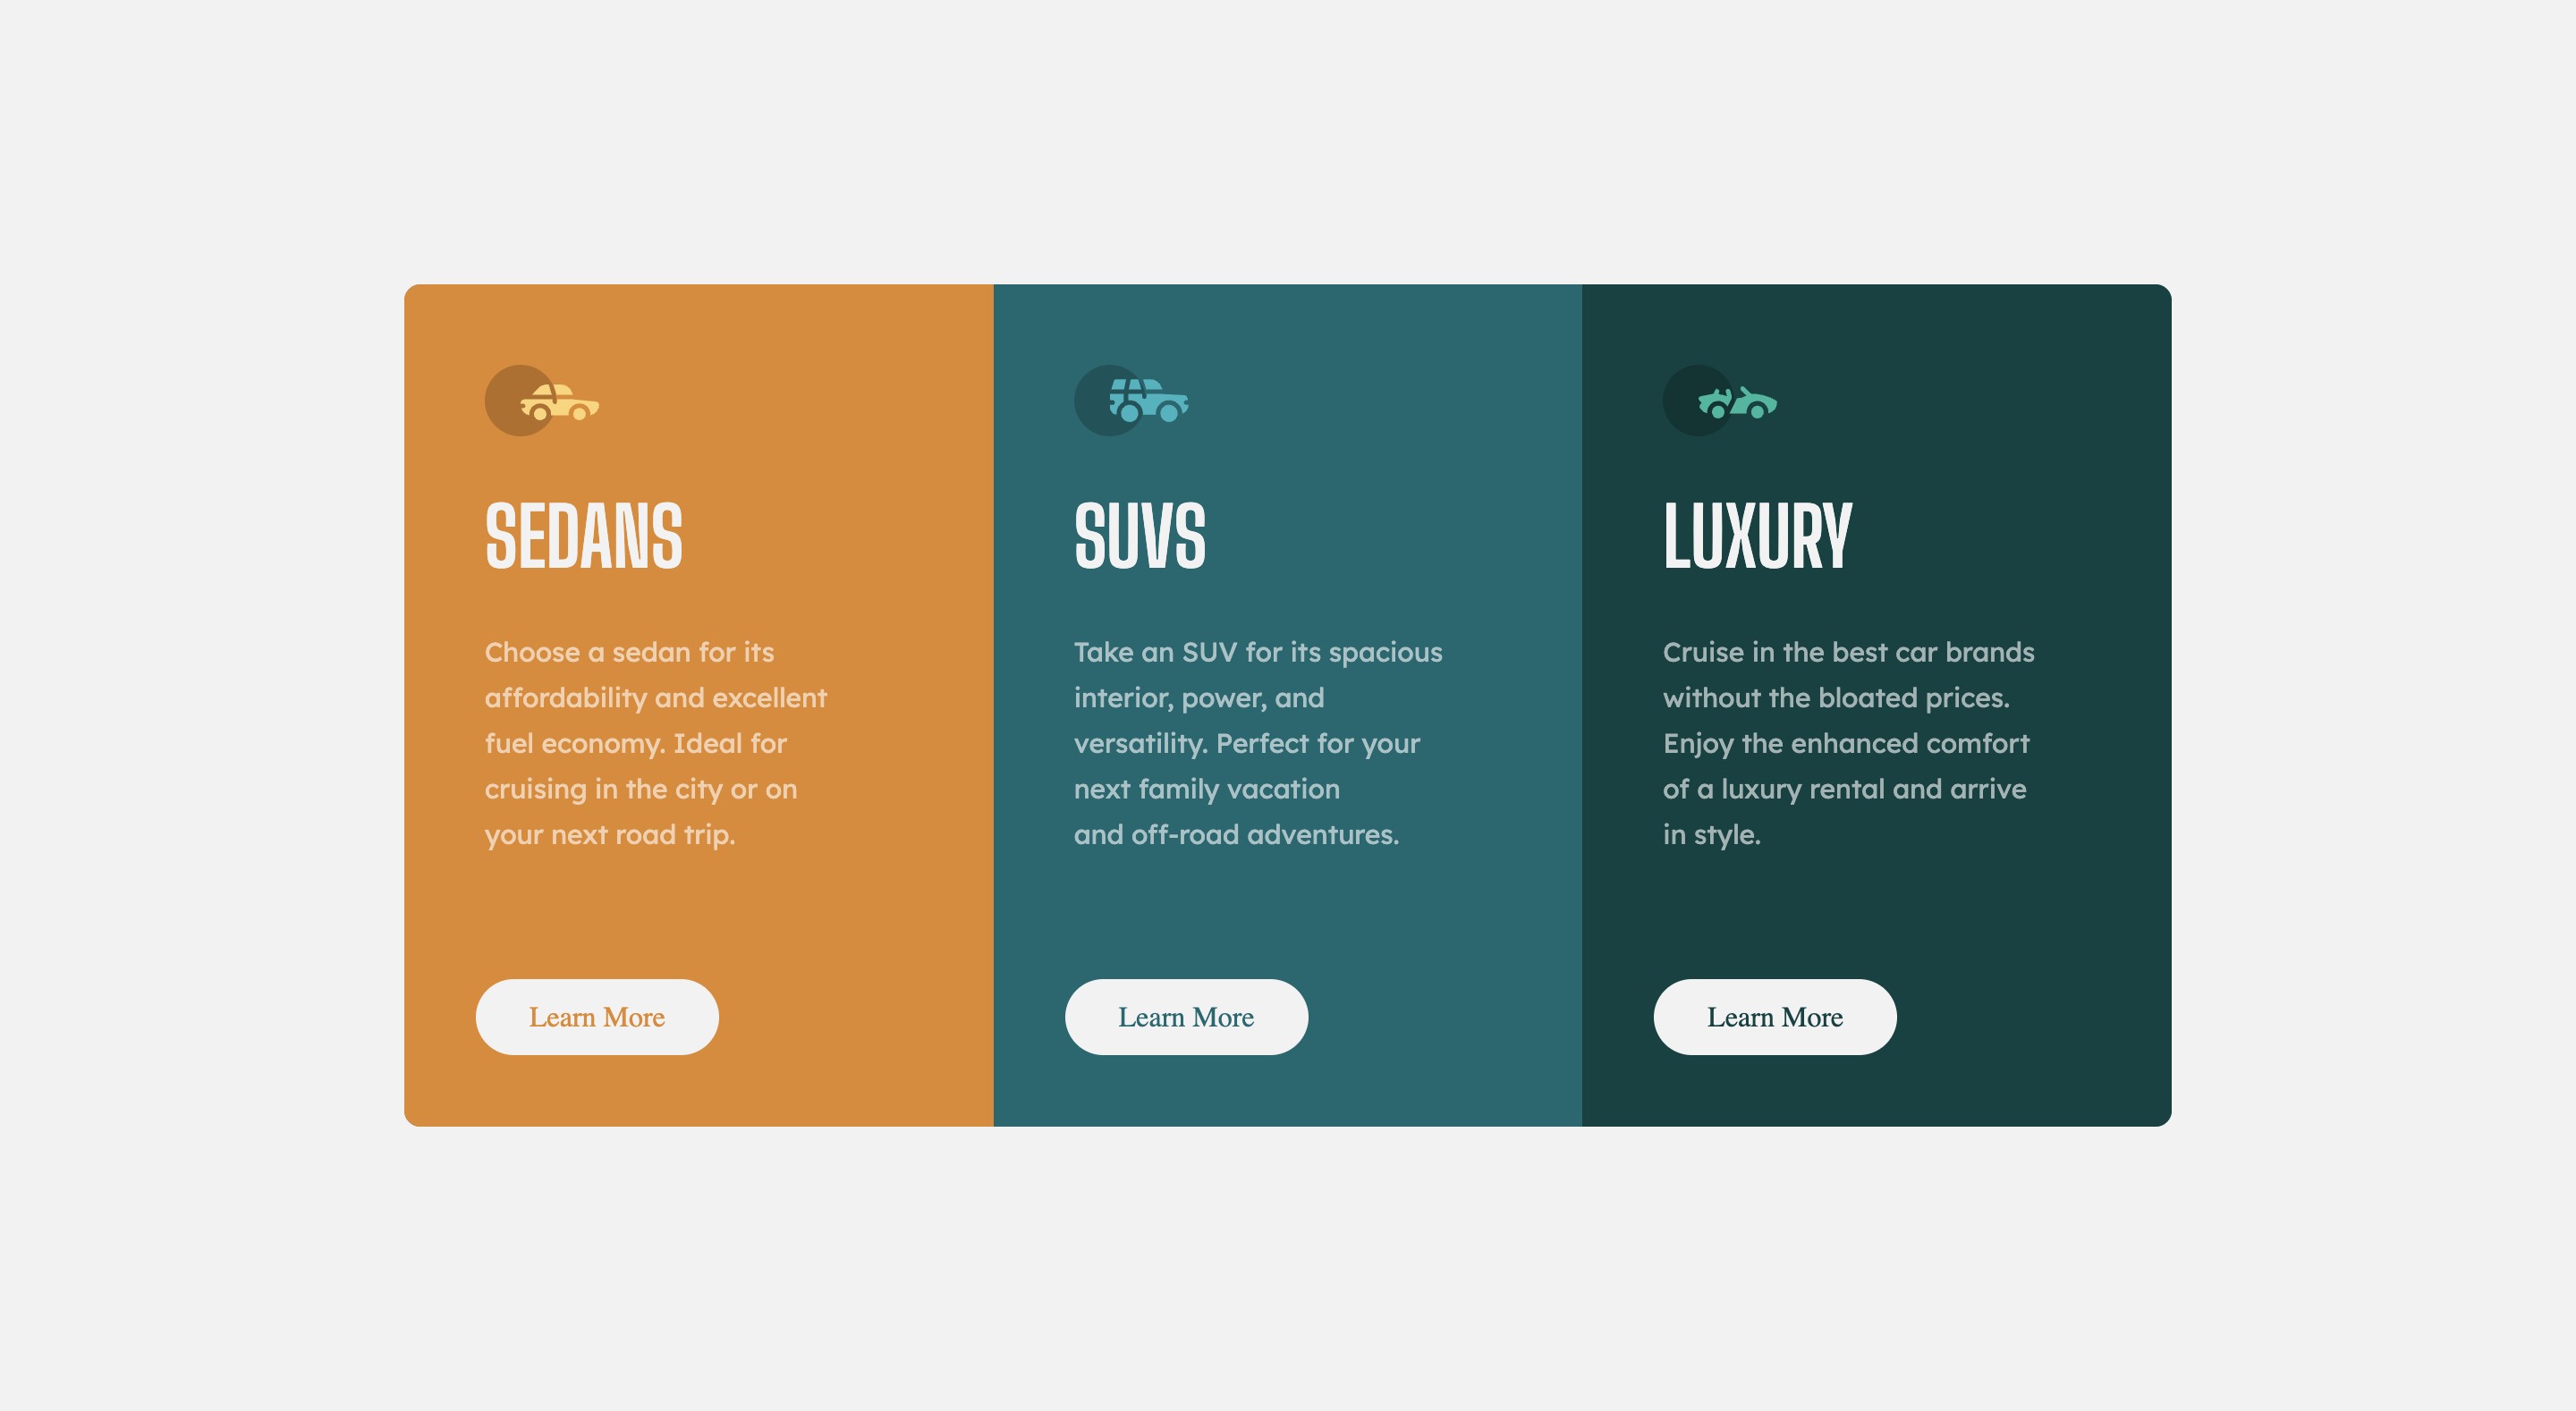 SEDANS
Choose a sedan for its
affordability and excellent
fuel economy. Ideal for
cruising in the city or on
your next road trip.
Learn More
SUVS
Take an SUV for its spacious
interior, power, and
versatility. Perfect for your
next family vacation
and off-road adventures.
Learn More
LUXURY
Cruise in the best car brands
without the bloated prices.
Enjoy the enhanced comfort
of a luxury rental and arrive
in style.
Learn More